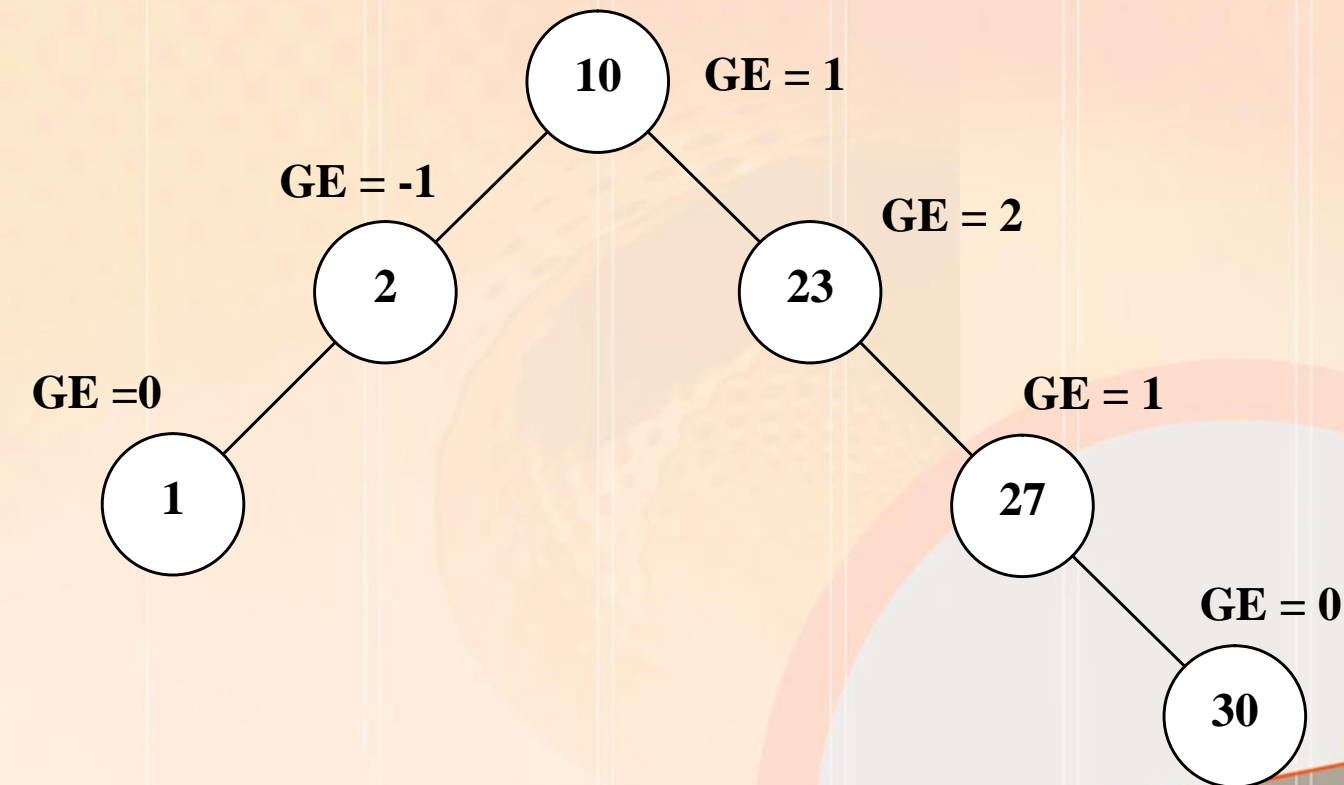 10 GE = 1
GE = -1
GE = 2
2 23
GE =0 GE = 1
1 27
GE = 0
30